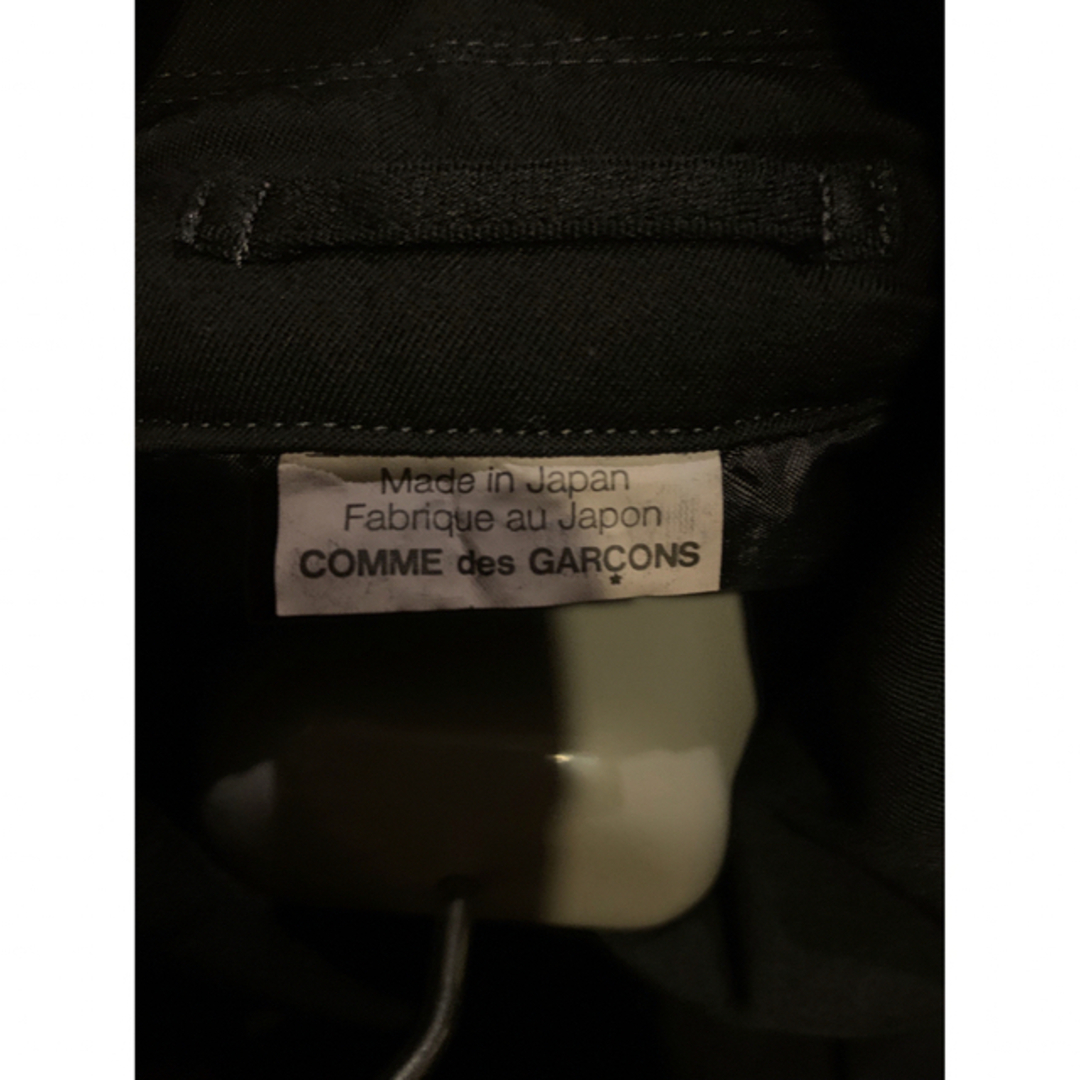 Made in Japan
Fabrique au Japon
COMME des GARÇONS